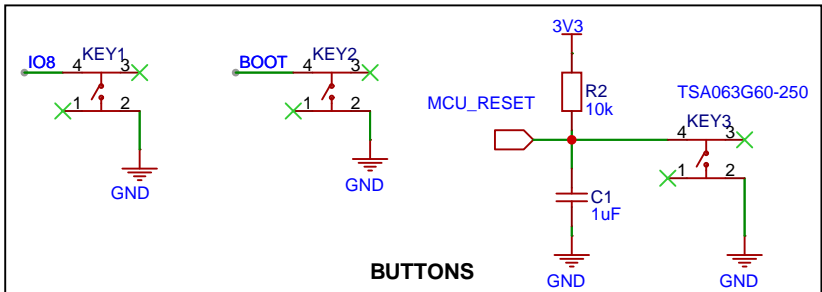 IO8
KEY1
4
3
1
2
GND
BOOT
KEY2
4
3
1
2
GND
3V3
R2
10k
MCU_RESET
C1
1uF
GND
TSA063G60-250
KEY3
4
3
1
2
GND
BUTTONS